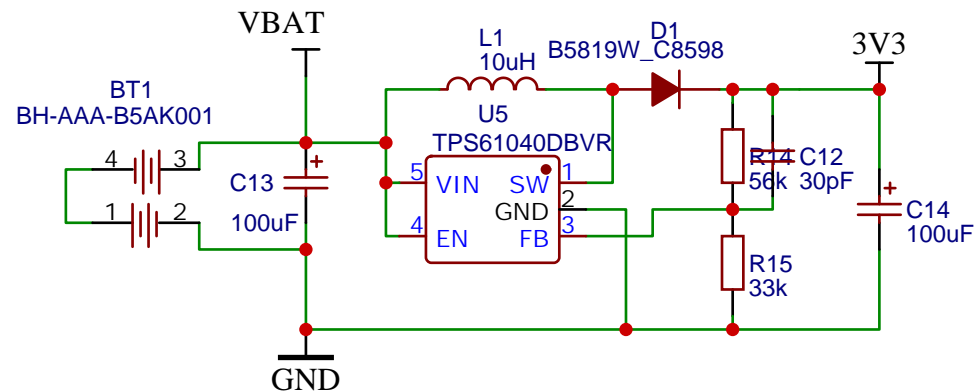 VBAT
L1
10uH
D1
B5819W_C8598
3V3
BT1
BH-AAA-B5AK001
U5
TPS61040DBVR
4
3
1
2
C13
100uF
5
VIN
SW
1
GND
2
4
EN
FB
3
R14
56k
C12
30pF
C14
100uF
R15
33k
GND